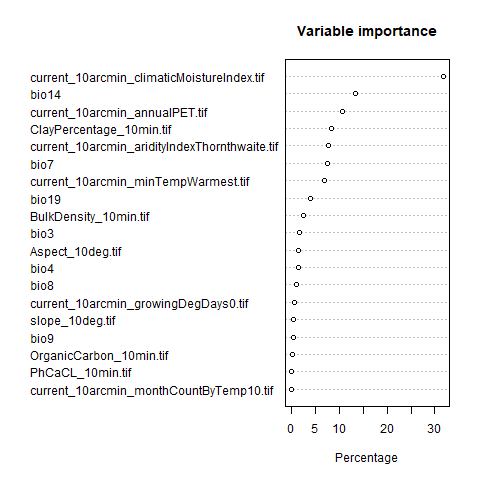 Variable importance
current_10arcmin_climaticMoistureIndex.tif
bio14
current_10arcmin_annualPET.tif
ClayPercentage_10min.tif
current_10arcmin_aridityIndexThornthwaite.tif
bio7
current_10arcmin_minTempWarmest.tif
bio19
BulkDensity_10min.tif
bio3
Aspect_10deg.tif
bio4
bio8
current_10arcmin_growingDegDays0.tif
slope_10deg.tif
bio9
OrganicCarbon_10min.tif
PhCaCL_10min.tif
current_10arcmin_monthCountByTemp10.tif
0 5 10 20 30
Percentage